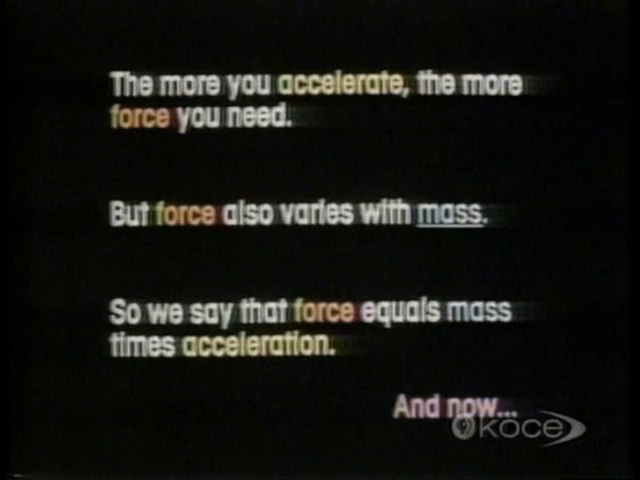 The more you accelerate, the more
force you need.
But force also varies with mass.
So we say that force equals mass
times acceleration.
And now...
koce